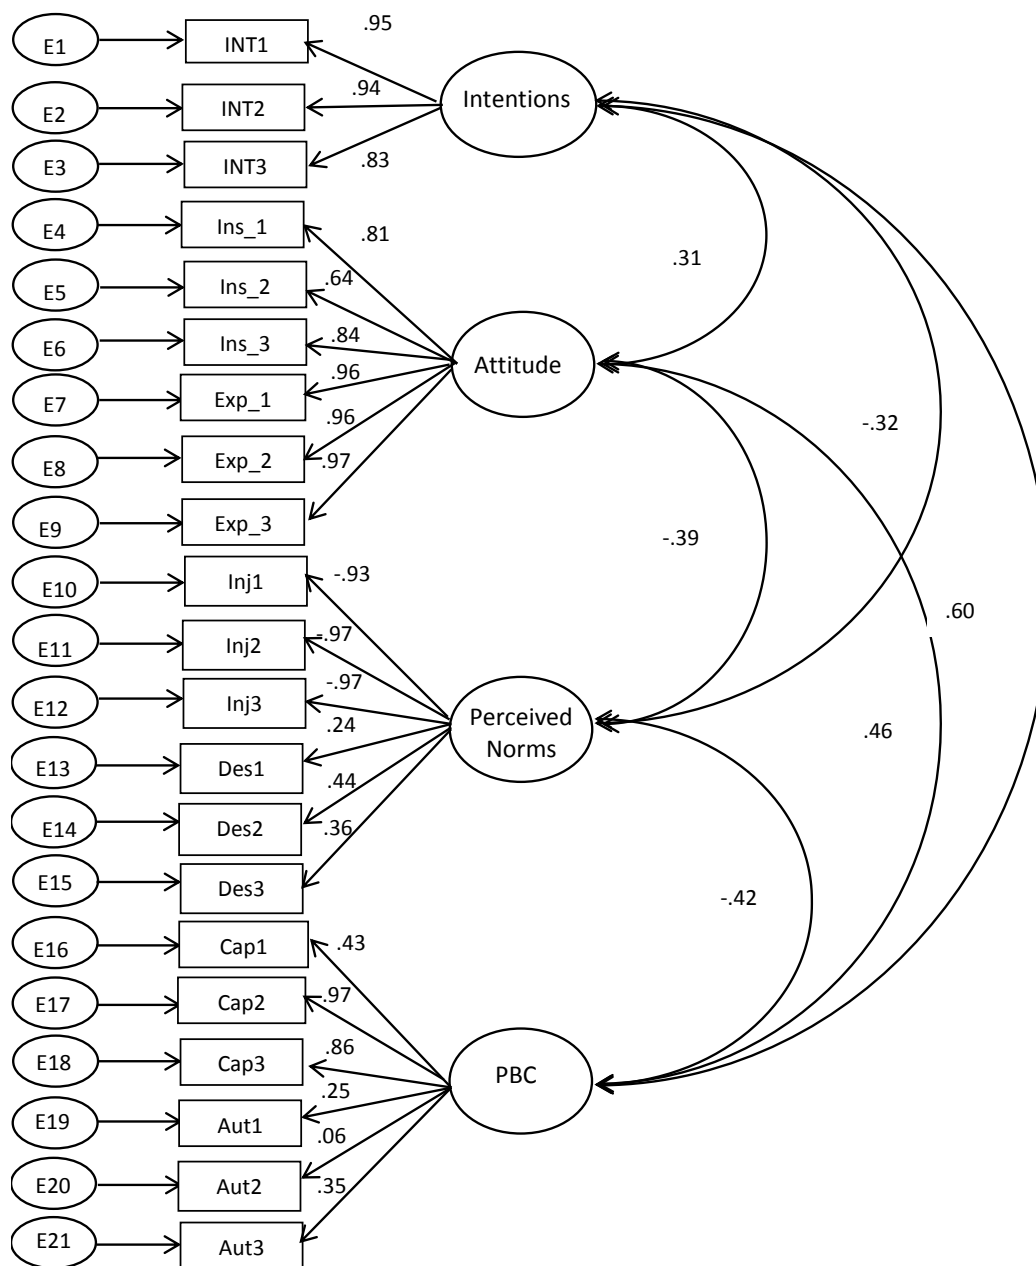 .95
E1 INT1
Intentions
.94
E2 INT2
.83
E3 INT3
E4 Ins_1 .81
.31
E5 Ins_2 .64
E6 Ins_3 .84
Attitude
.96
E7 Exp_1
.96
-.32
E8 Exp_2 .97
E9 Exp_3
-.39
E10 Inj1 -.93
.60
E11 Inj2 -.97
-.97
E12 Inj3
Perceived
Norms
.24
.46
E13 Des1
.44
E14 Des2 .36
E15 Des3
-.42
E16 Cap1 .43
E17 Cap2 .97
E18 Cap3 .86
PBC
.25
E19 Aut1
.06
E20 Aut2 .35
E21 Aut3